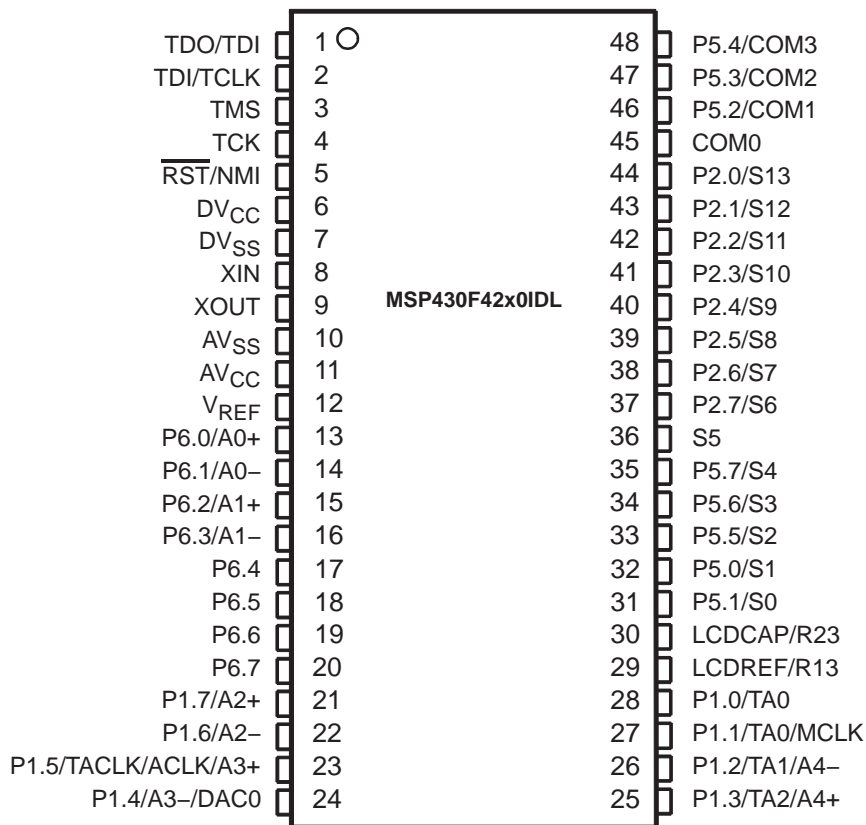 TDO/TDI 1 48 P5.4/COM3
TDI/TCLK 2 47 P5.3/COM2
TMS 3 46 P5.2/COM1
TCK 4 45 COM0
RST/NMI 5 44 P2.0/S13
DVCC 6 43 P2.1/S12
DVSS 7 42 P2.2/S11
XIN 8 41 P2.3/S10
XOUT 9 MSP430F42x0IDL 40 P2.4/S9
AVSS 10 39 P2.5/S8
AVCC 11 38 P2.6/S7
VREF 12 37 P2.7/S6
P6.0/A0+ 13 36 S5
P6.1/A0− 14 35 P5.7/S4
P6.2/A1+ 15 34 P5.6/S3
P6.3/A1− 16 33 P5.5/S2
P6.4 17 32 P5.0/S1
P6.5 18 31 P5.1/S0
P6.6 19 30 LCDCAP/R23
P6.7 20 29 LCDREF/R13
P1.7/A2+ 21 28 P1.0/TA0
P1.6/A2− 22 27 P1.1/TA0/MCLK
P1.5/TACLK/ACLK/A3+ 23 26 P1.2/TA1/A4−
P1.4/A3−/DAC0 24 25 P1.3/TA2/A4+